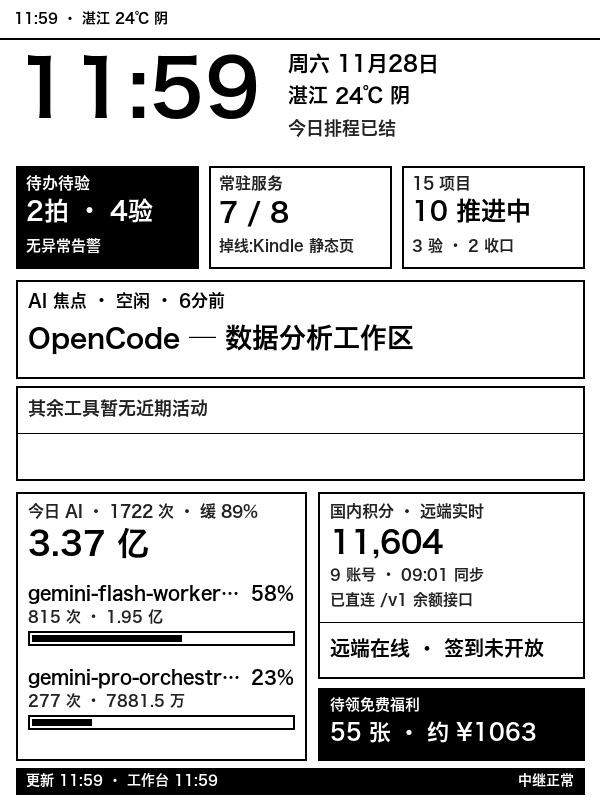 11:59 · 湛江 24℃ 阴
11:59
周六 11月28日
湛江 24℃ 阴
今日排程已结
待办待验
2拍 · 4验
无异常告警
常驻服务
7 / 8
掉线:Kindle 静态页
15 项目
10 推进中
3 验 · 2 收口
AI 焦点 · 空闲 · 6分前
OpenCode — 数据分析工作区
其余工具暂无近期活动
今日 AI · 1722 次 · 缓 89%
3.37 亿
gemini-flash-worker··· 58%
815 次 · 1.95 亿
gemini-pro-orchestr··· 23%
277 次 · 7881.5 万
国内积分 · 远端实时
11,604
9 账号 · 09:01 同步
已直连 /v1 余额接口
远端在线 · 签到未开放
待领免费福利
55 张 · 约 ¥1063
更新 11:59 · 工作台 11:59
中继正常